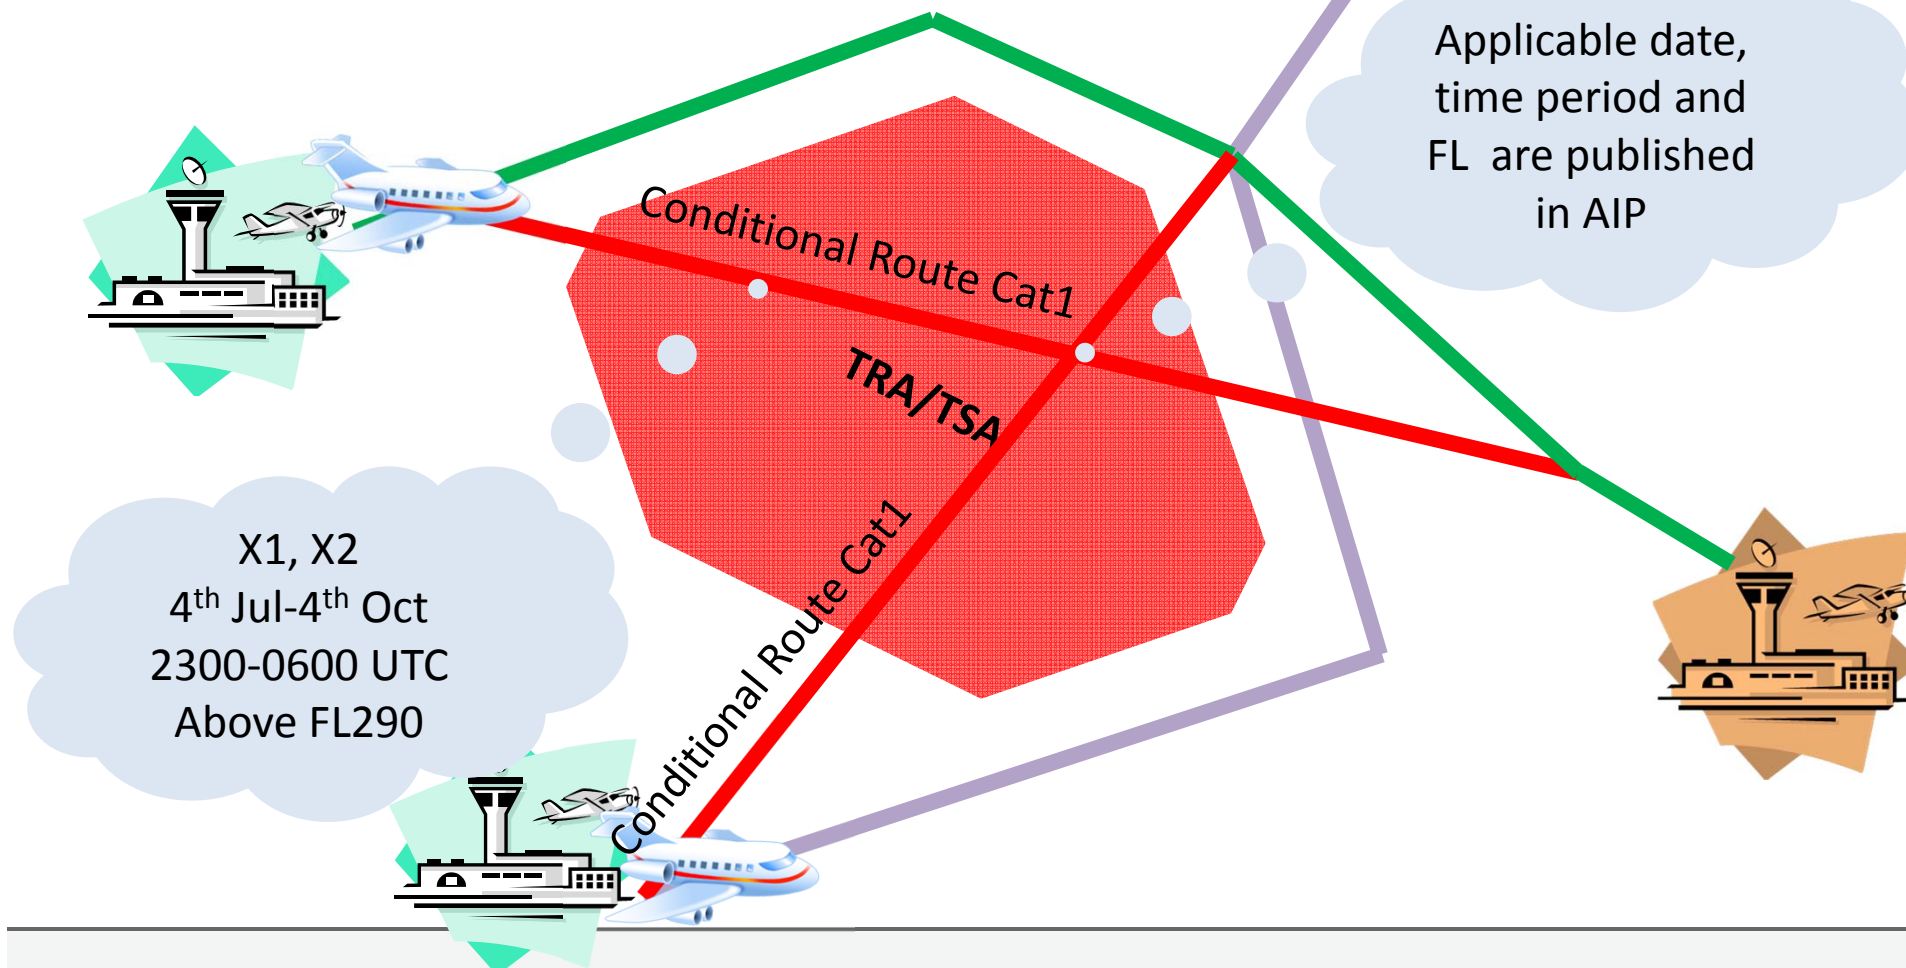 Applicable date,
time period and
FL are published
in AIP
Conditional Route Cat1
TRA/TSA
Conditional Route Cat1
X1, X2
4th Jul-4th Oct
2300-0600 UTC
Above FL290